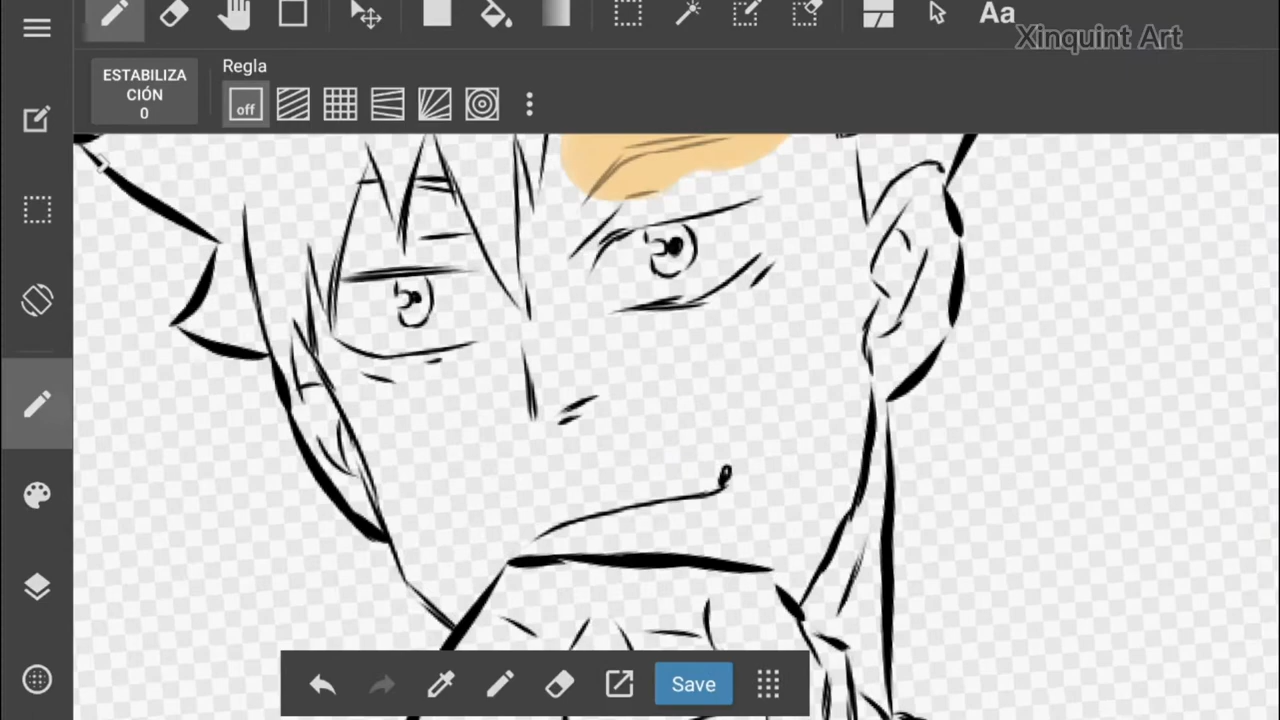 Aa
Xinquint Art
Regla
ESTABILIZA
CIÓN
0
off
Save